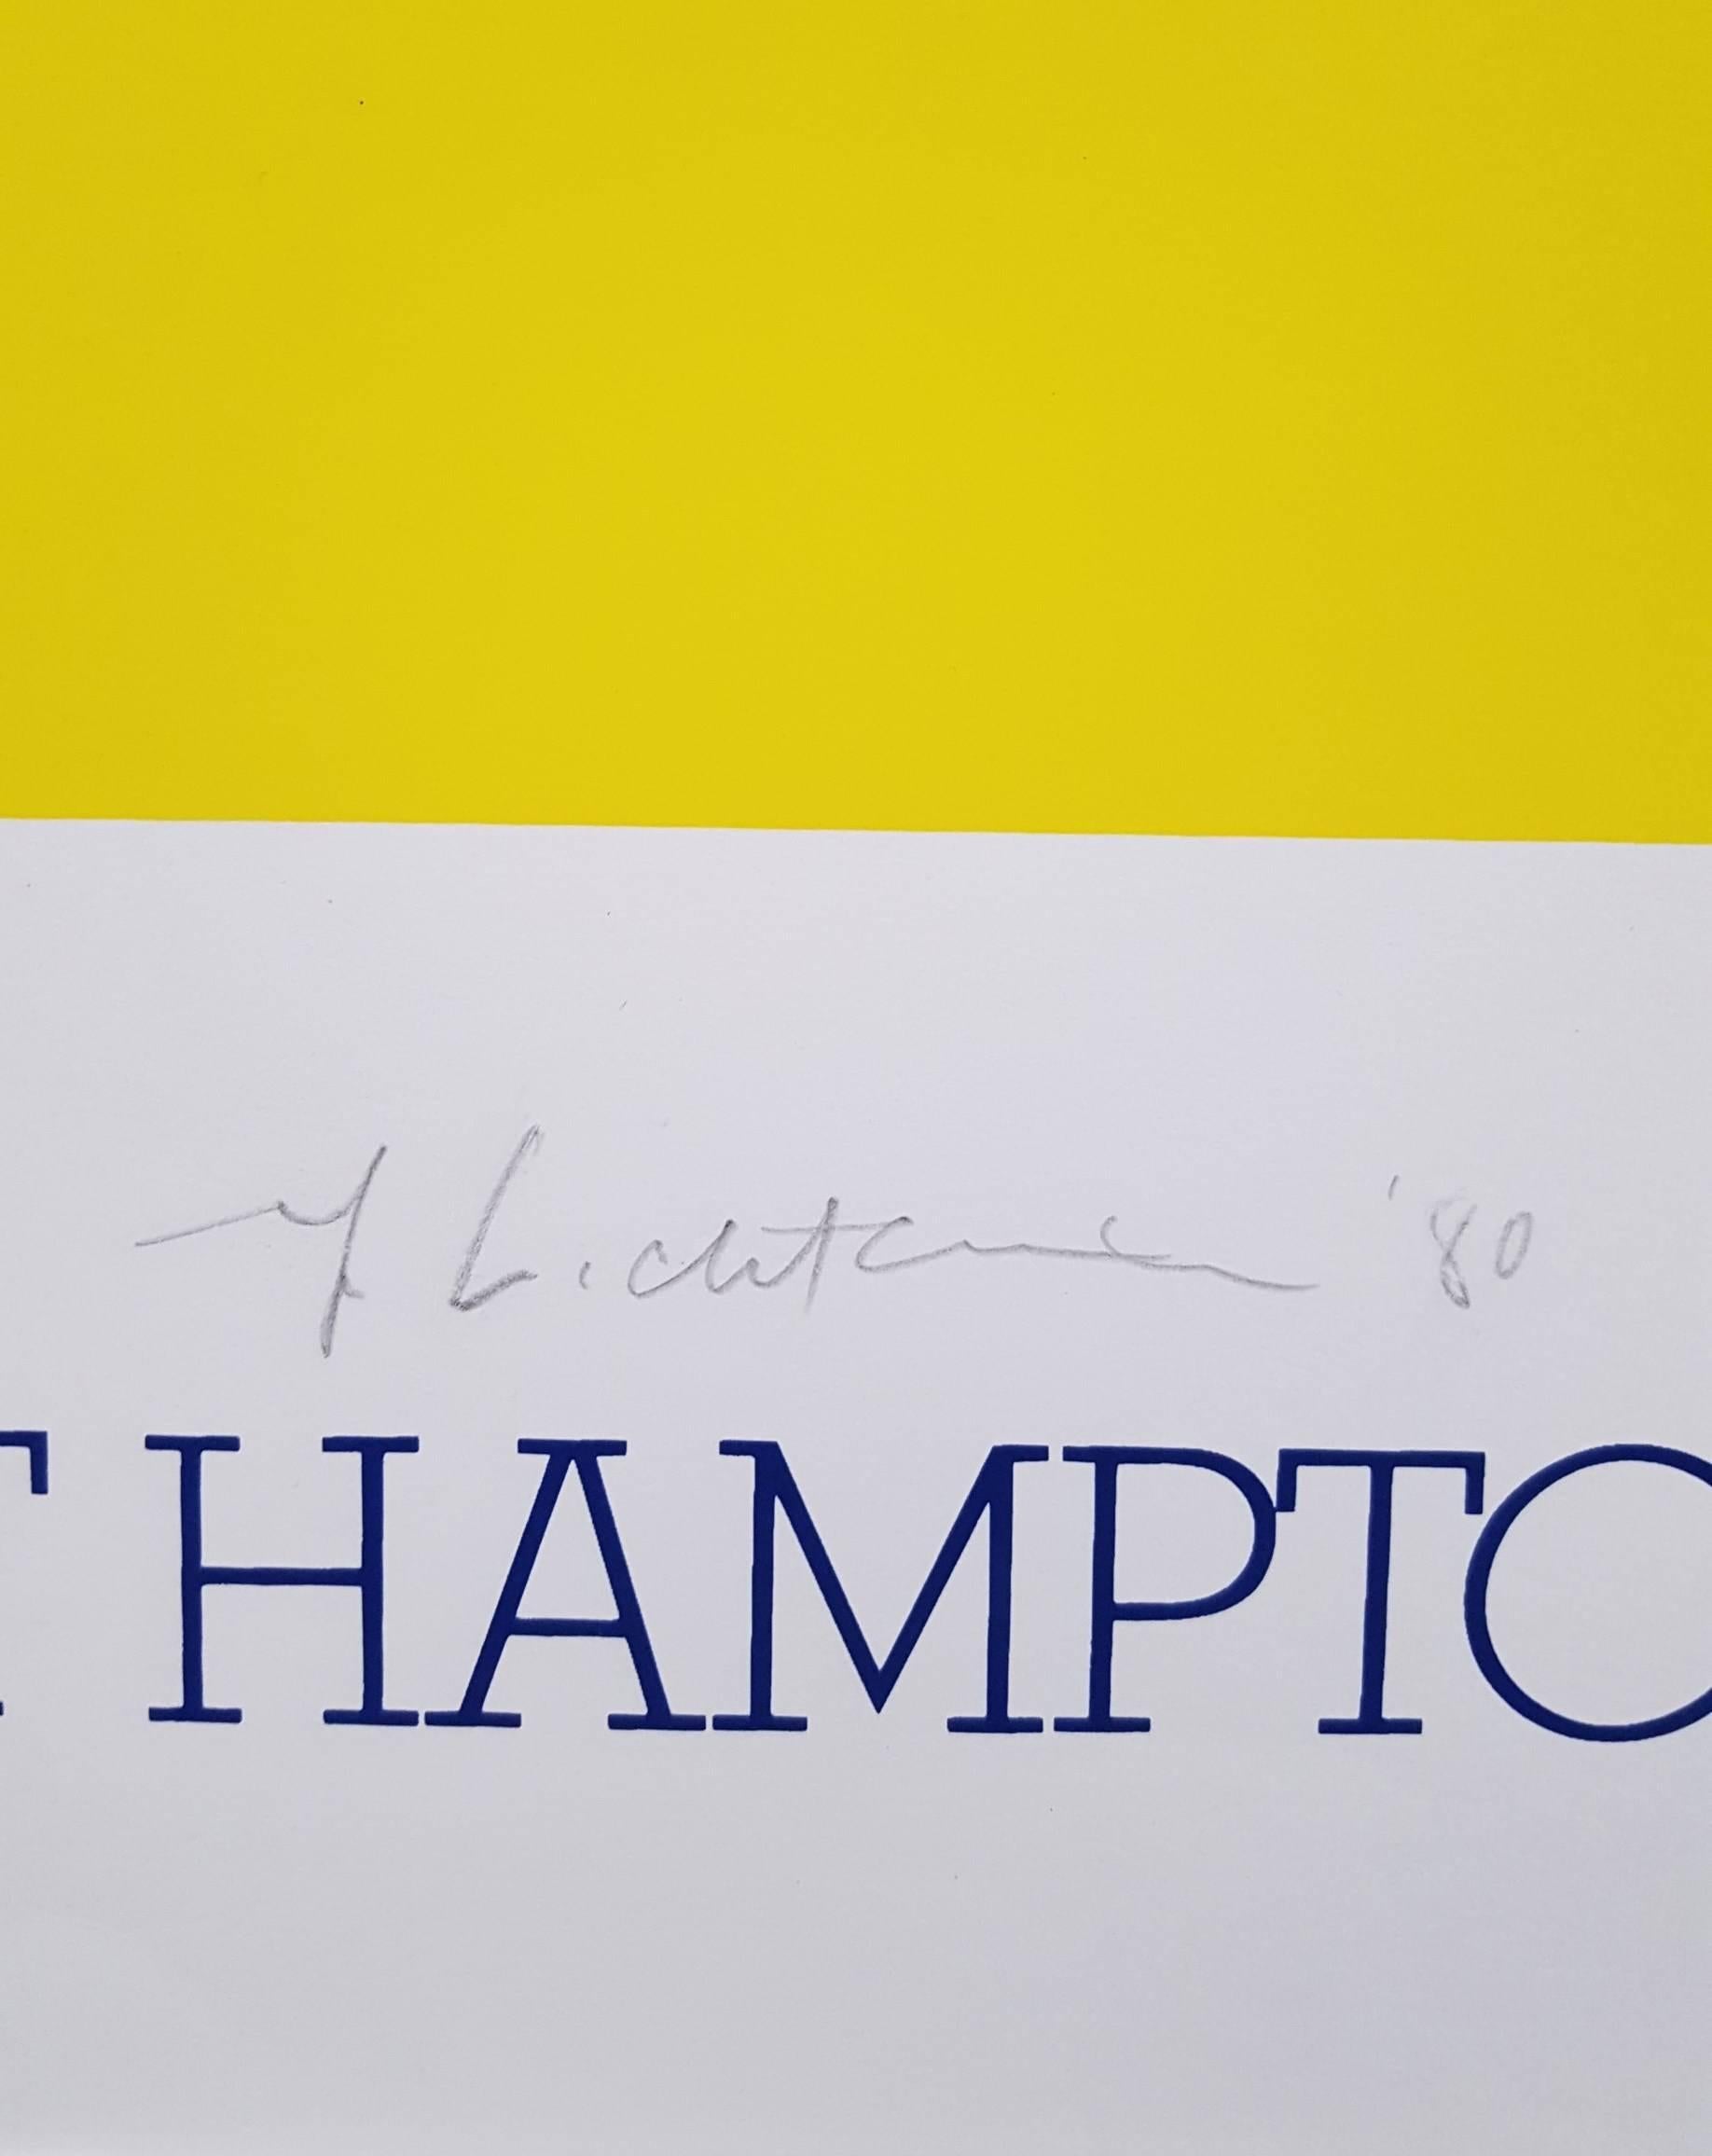 Lichtenstein '80
T HAMPTO